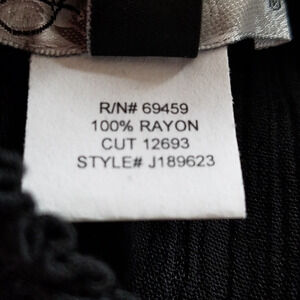 R/N# 69459
100% RAYON
CUT 12693
STYLE# J189623